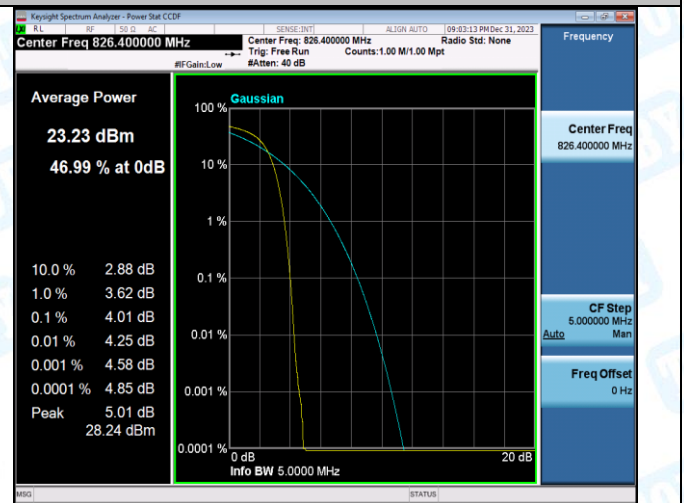 Keysight Spectrum Analyzer - Power Stat CCDF
RL RF 50 Ω AC SENSE:INT ALIGN AUTO 09:03:13 PM Dec 31, 2023
Center Freq 826.400000 MHz
Center Freq: 826.400000 MHz Radio Std: None
Trig: Free Run Counts:1.00 M/1.00 Mpt
#IFGain:Low #Atten: 40 dB
Frequency
Average Power
23.23 dBm
46.99 % at 0dB
10.0 % 2.88 dB
1.0 % 3.62 dB
0.1 % 4.01 dB
0.01 % 4.25 dB
0.001 % 4.58 dB
0.0001 % 4.85 dB
Peak 5.01 dB
28.24 dBm
100 % Gaussian
10 %
1 %
0.1 %
0.01 %
0.001 %
0.0001 %
0 dB 20 dB
Info BW 5.0000 MHz
Center Freq
826.400000 MHz
CF Step
5.000000 MHz
Auto Man
Freq Offset
0 Hz
MSG STATUS